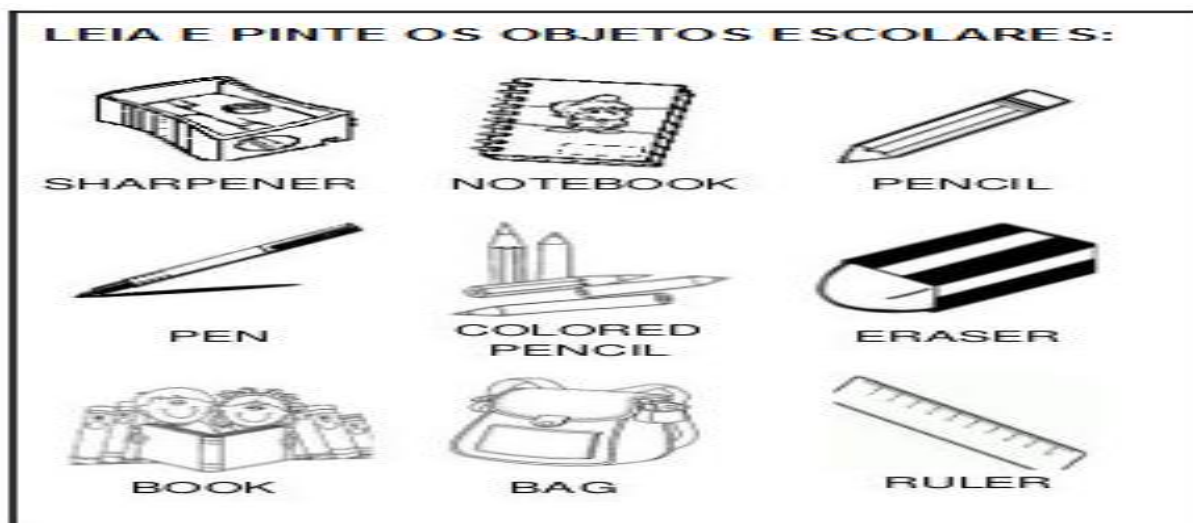 LEIA E PINTE OS OBJETOS ESCOLARES:
SHARPENER
NOTEBOOK
PENCIL
PEN
COLORED
PENCIL
ERASER
BOOK
BAG
RULER